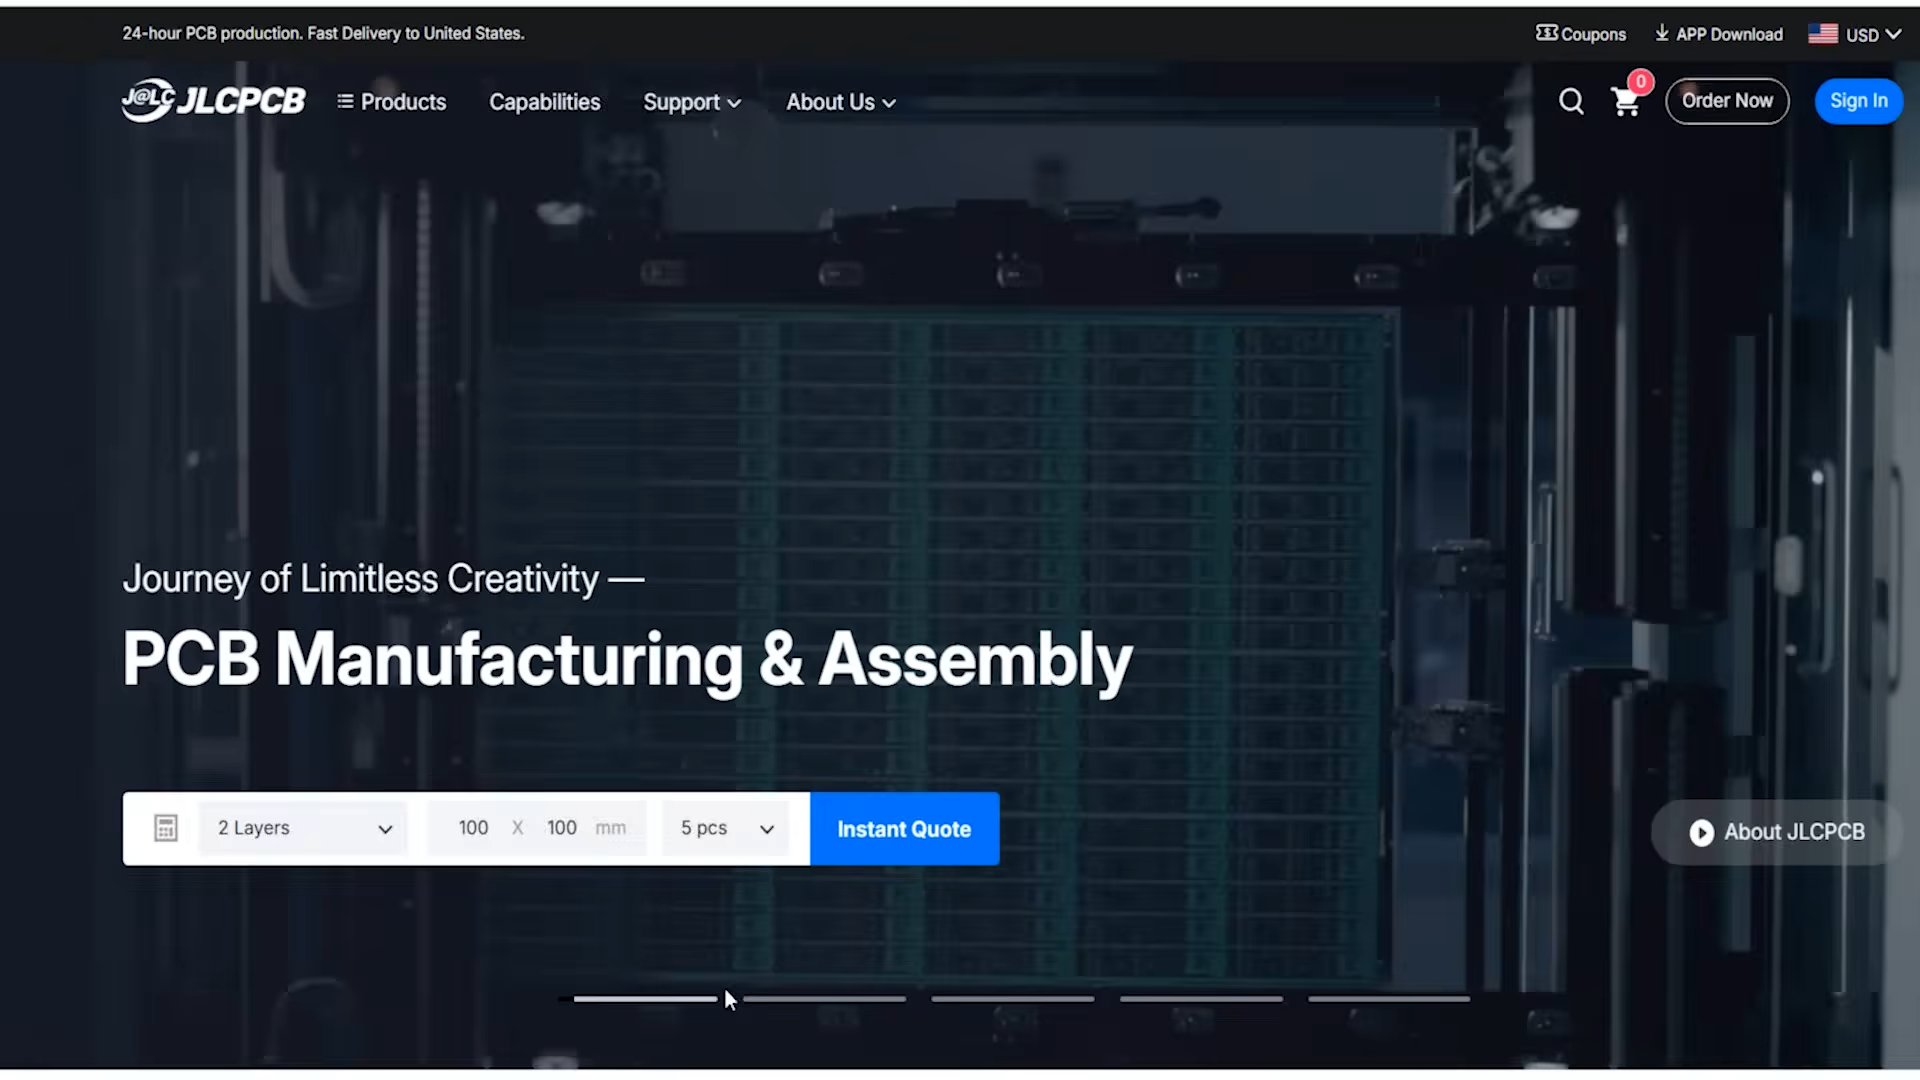 24-hour PCB production. Fast Delivery to United States.
Coupons
APP Download
USD
J@LC JLCPCB
Products
Capabilities
Support
About Us
0
Order Now
Sign In
Journey of Limitless Creativity —
PCB Manufacturing & Assembly
2 Layers
100 X 100 mm
5 pcs
Instant Quote
About JLCPCB